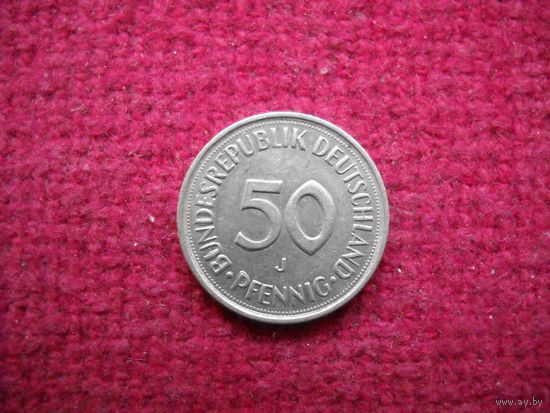 BUNDESREPUBLIK DEUTSCHLAND
50
J
· PFENNIG ·
www.ay.by